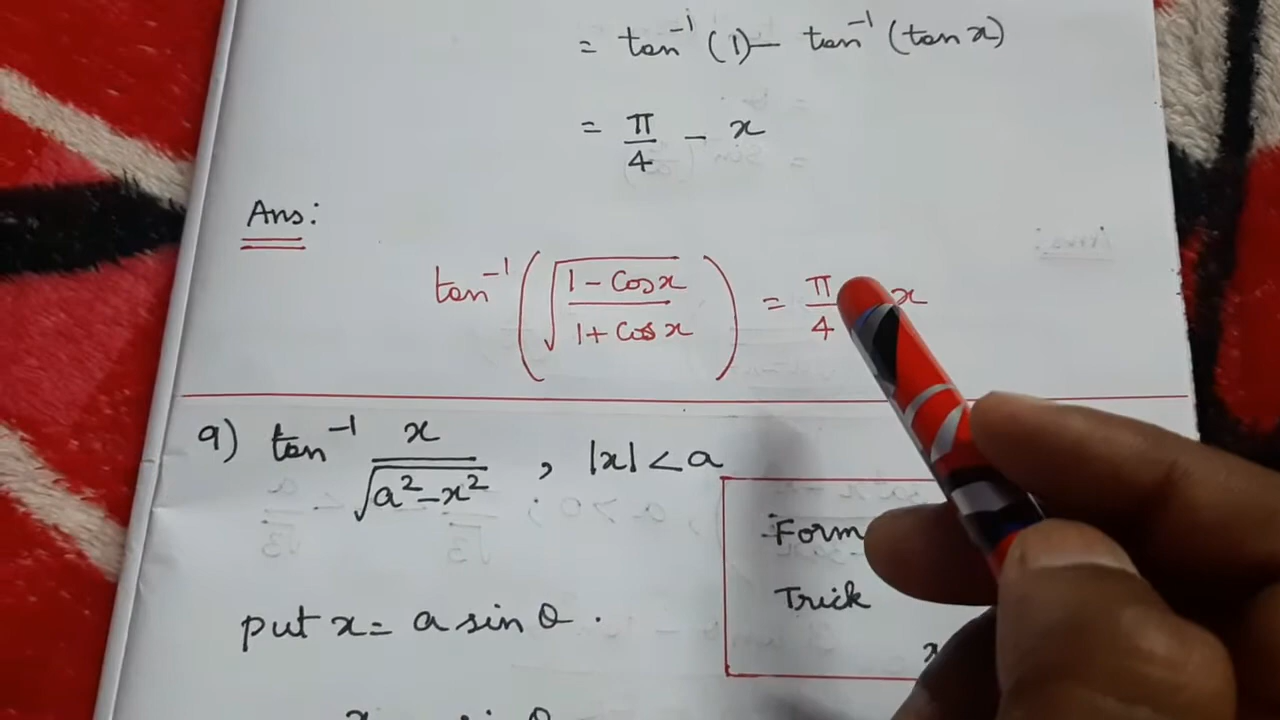 = tan⁻¹ (1) – tan⁻¹ (tan x)
= π/4 – x
Ans:
tan⁻¹ (√((1 - Cos x)/(1 + Cos x))) = π/4 x
9) tan⁻¹ x/√(a² - x²) , |x| < a
Form
Trick
put x = a sin θ .
x